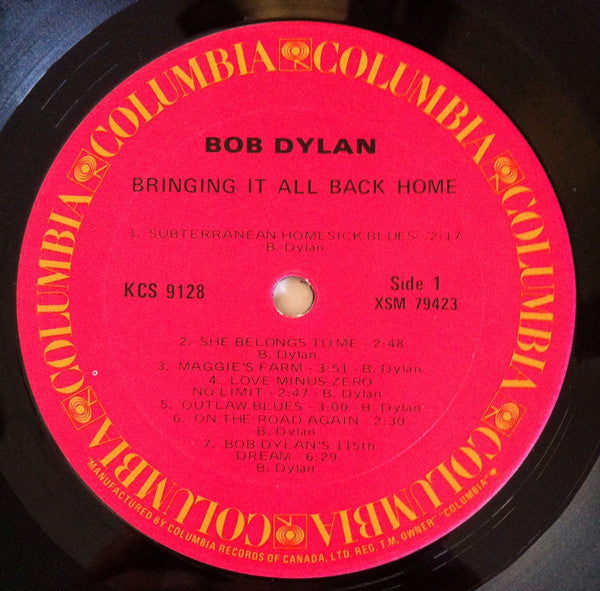 COLUMBIA COLUMBIA COLUMBIA COLUMBIA COLUMBIA COLUMBIA COLUMBIA COLUMBIA
BOB DYLAN
BRINGING IT ALL BACK HOME
1. SUBTERRANEAN HOMESICK BLUES - 2:17
B. Dylan
KCS 9128
Side 1
XSM 79423
2. SHE BELONGS TO ME - 2:48
B. Dylan
3. MAGGIE'S FARM - 3:51 - B. Dylan
4. LOVE MINUS ZERO
NO LIMIT - 2:47 - B. Dylan
5. OUTLAW BLUES - 3:00 - B. Dylan
6. ON THE ROAD AGAIN - 2:30
B. Dylan
7. BOB DYLAN'S 115th
DREAM - 6:29
B. Dylan
"MANUFACTURED BY COLUMBIA RECORDS OF CANADA, LTD. REG. T.M. OWNER" "COLUMBIA"